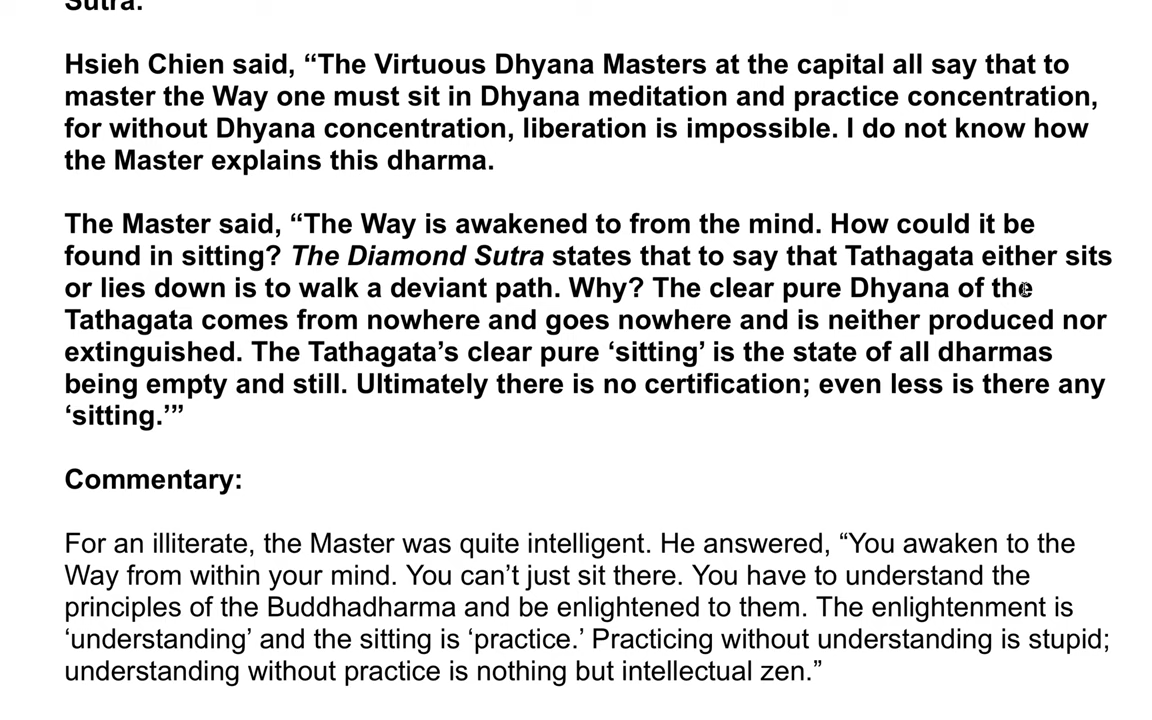 Sutra:
Hsieh Chien said, “The Virtuous Dhyana Masters at the capital all say that to
master the Way one must sit in Dhyana meditation and practice concentration,
for without Dhyana concentration, liberation is impossible. I do not know how
the Master explains this dharma.
The Master said, “The Way is awakened to from the mind. How could it be
found in sitting? The Diamond Sutra states that to say that Tathagata either sits
or lies down is to walk a deviant path. Why? The clear pure Dhyana of the
Tathagata comes from nowhere and goes nowhere and is neither produced nor
extinguished. The Tathagata’s clear pure ‘sitting’ is the state of all dharmas
being empty and still. Ultimately there is no certification; even less is there any
‘sitting.’”
Commentary:
For an illiterate, the Master was quite intelligent. He answered, “You awaken to the
Way from within your mind. You can’t just sit there. You have to understand the
principles of the Buddhadharma and be enlightened to them. The enlightenment is
‘understanding’ and the sitting is ‘practice.’ Practicing without understanding is stupid;
understanding without practice is nothing but intellectual zen.”